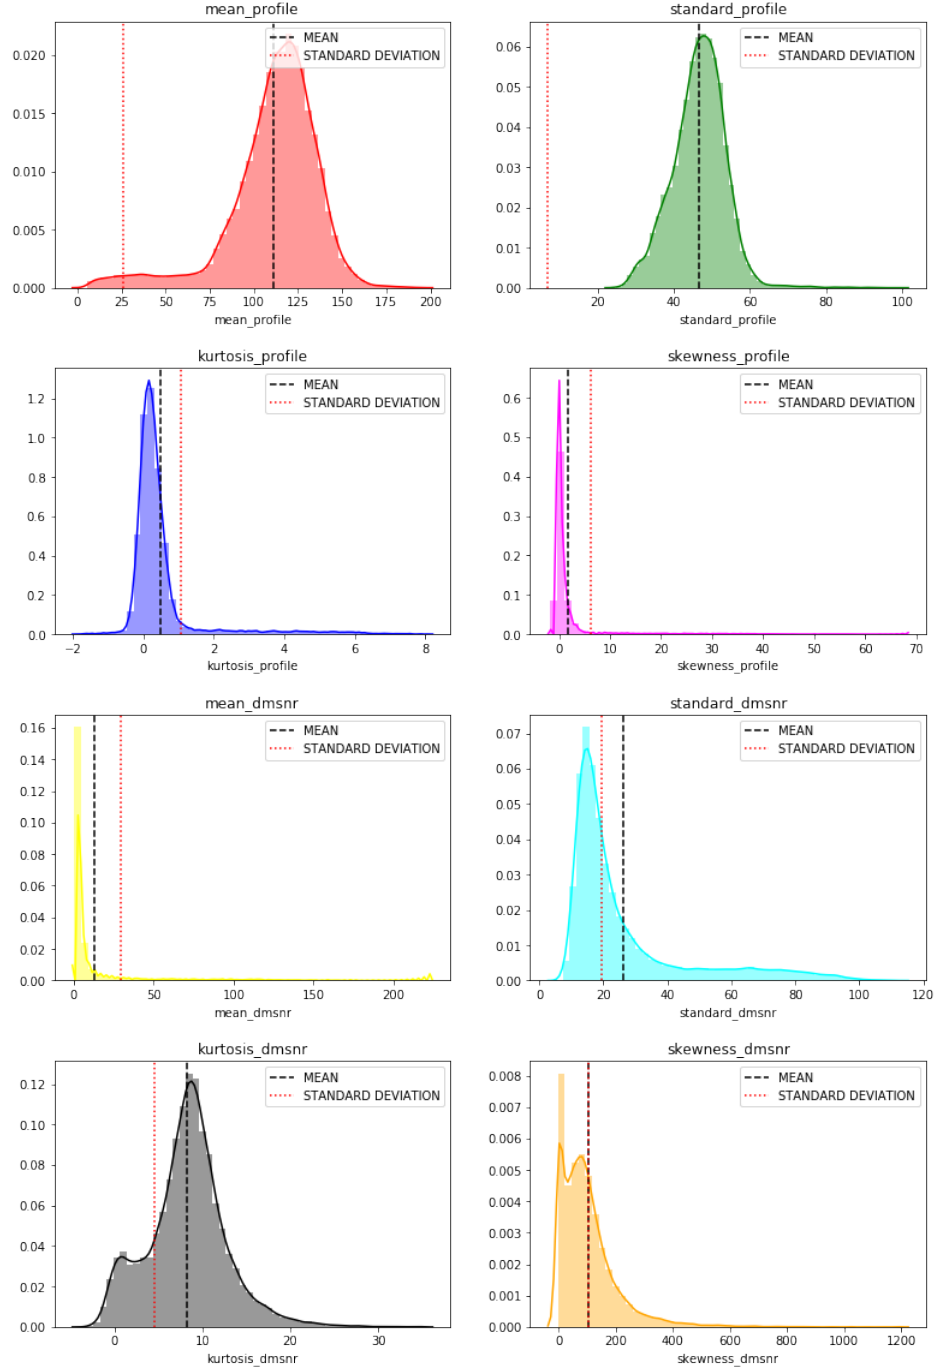 mean_profile
MEAN
STANDARD DEVIATION
0.020
0.015
0.010
0.005
0.000
0 25 50 75 100 125 150 175 200
mean_profile
standard_profile
MEAN
STANDARD DEVIATION
0.06
0.05
0.04
0.03
0.02
0.01
0.00
20 40 60 80 100
standard_profile
kurtosis_profile
MEAN
STANDARD DEVIATION
1.2
1.0
0.8
0.6
0.4
0.2
0.0
−2 0 2 4 6 8
kurtosis_profile
skewness_profile
MEAN
STANDARD DEVIATION
0.6
0.5
0.4
0.3
0.2
0.1
0.0
0 10 20 30 40 50 60 70
skewness_profile
mean_dmsnr
MEAN
STANDARD DEVIATION
0.16
0.14
0.12
0.10
0.08
0.06
0.04
0.02
0.00
0 50 100 150 200
mean_dmsnr
standard_dmsnr
MEAN
STANDARD DEVIATION
0.07
0.06
0.05
0.04
0.03
0.02
0.01
0.00
0 20 40 60 80 100 120
standard_dmsnr
kurtosis_dmsnr
MEAN
STANDARD DEVIATION
0.12
0.10
0.08
0.06
0.04
0.02
0.00
0 10 20 30
kurtosis_dmsnr
skewness_dmsnr
MEAN
STANDARD DEVIATION
0.008
0.007
0.006
0.005
0.004
0.003
0.002
0.001
0.000
0 200 400 600 800 1000 1200
skewness_dmsnr